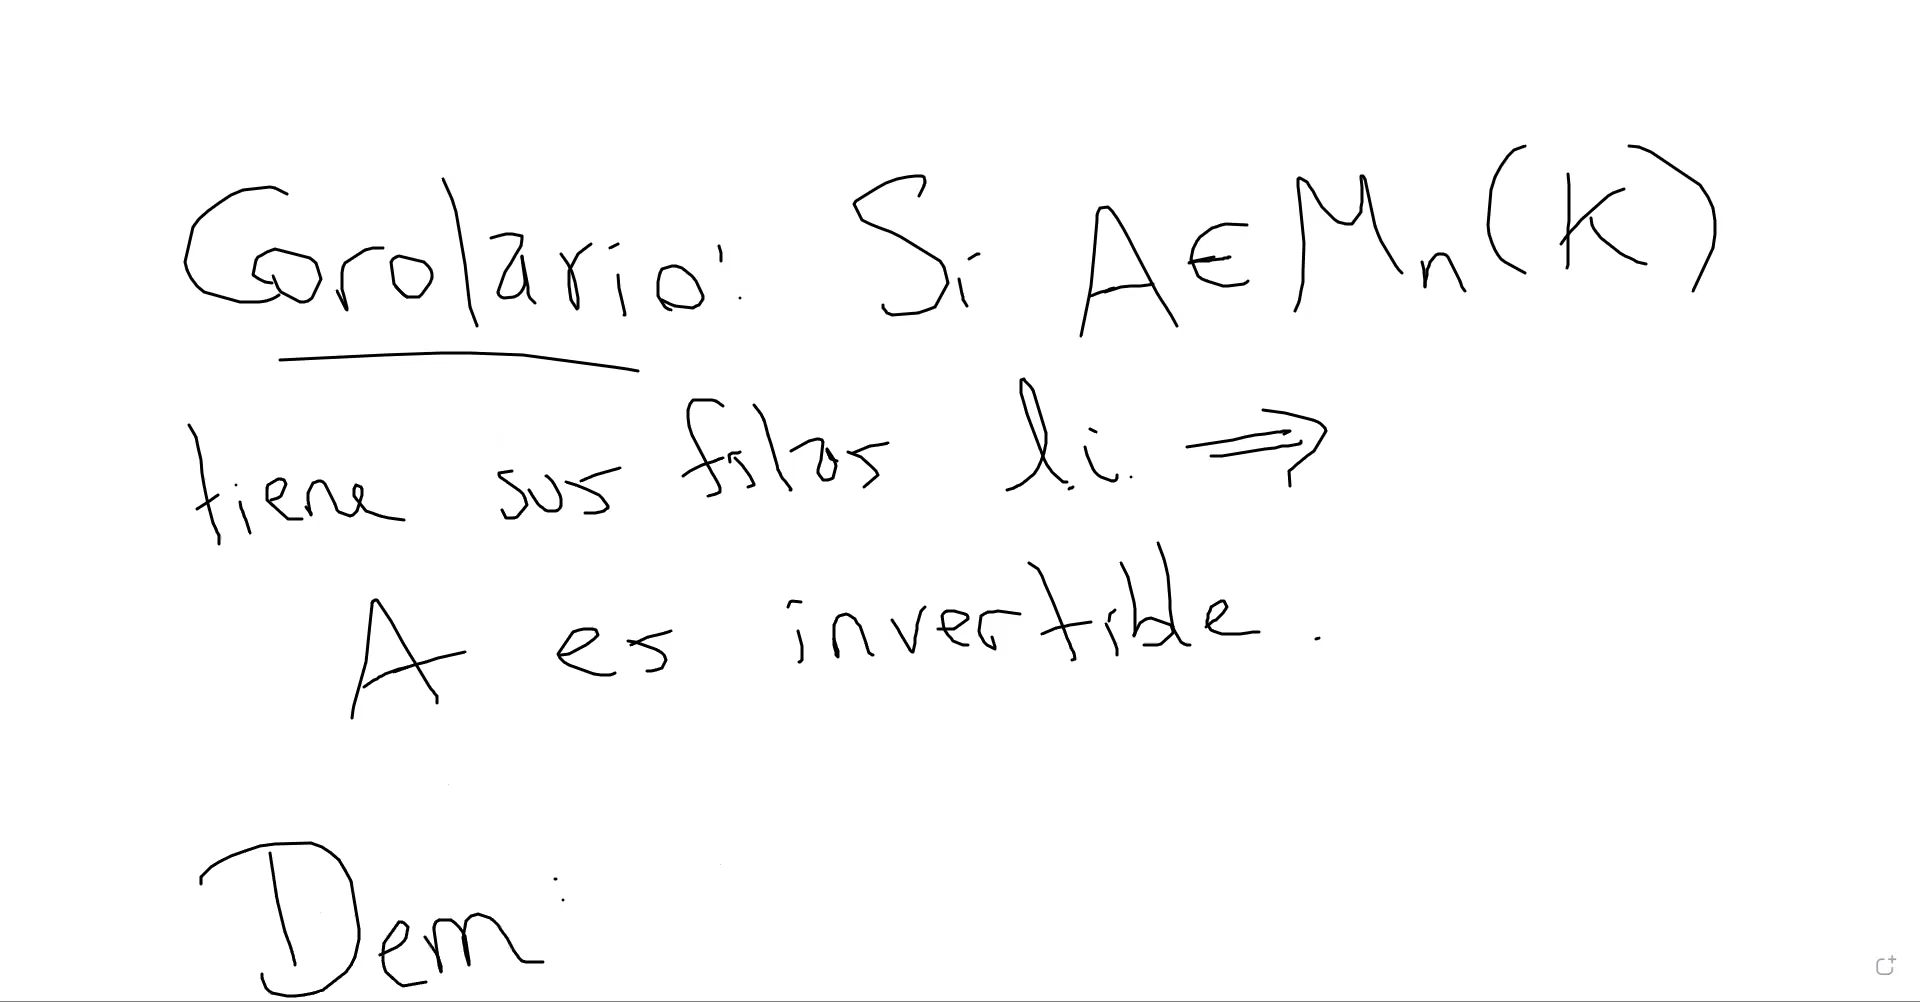 Corolario: Si A ∈ Mn(K)
tiene sus filas l.i. ⇒
A es invertible.
Dem: